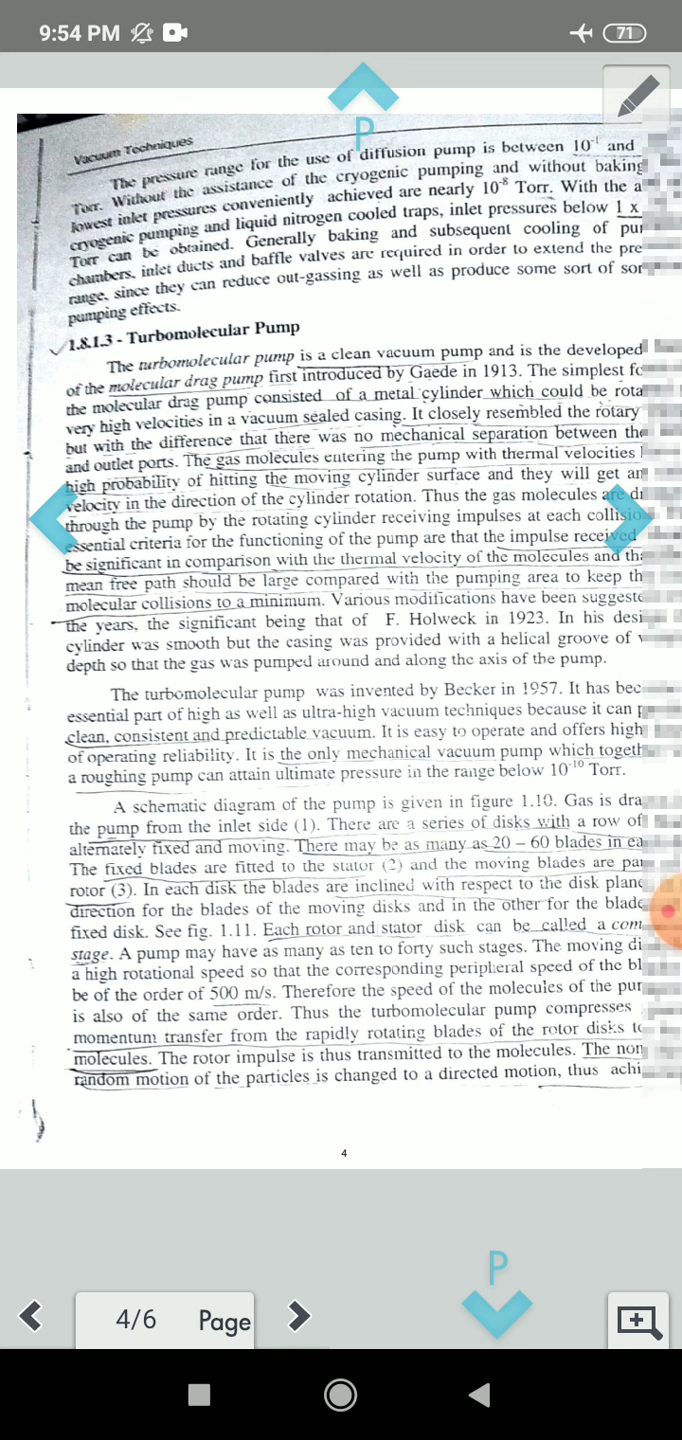 9:54 PM
71
P
Vacuum Techniques
The pressure range for the use of diffusion pump is between 10⁻¹ and
Torr. Without the assistance of the cryogenic pumping and without baking
lowest inlet pressures conveniently achieved are nearly 10⁻⁸ Torr. With the a
cryogenic pumping and liquid nitrogen cooled traps, inlet pressures below 1 x
Torr can be obtained. Generally baking and subsequent cooling of pu
chambers, inlet ducts and baffle valves are required in order to extend the pre
range, since they can reduce out-gassing as well as produce some sort of sor
pumping effects.
1.8.1.3 - Turbomolecular Pump
The turbomolecular pump is a clean vacuum pump and is the developed
of the molecular drag pump first introduced by Gaede in 1913. The simplest fo
the molecular drag pump consisted of a metal cylinder which could be rota
very high velocities in a vacuum sealed casing. It closely resembled the rotary
but with the difference that there was no mechanical separation between the
and outlet ports. The gas molecules entering the pump with thermal velocities
high probability of hitting the moving cylinder surface and they will get an
velocity in the direction of the cylinder rotation. Thus the gas molecules are di
through the pump by the rotating cylinder receiving impulses at each collisio
essential criteria for the functioning of the pump are that the impulse received
be significant in comparison with the thermal velocity of the molecules and tha
mean free path should be large compared with the pumping area to keep th
molecular collisions to a minimum. Various modifications have been suggeste
the years, the significant being that of F. Holweck in 1923. In his desi
cylinder was smooth but the casing was provided with a helical groove of v
depth so that the gas was pumped around and along the axis of the pump.
The turbomolecular pump was invented by Becker in 1957. It has bec
essential part of high as well as ultra-high vacuum techniques because it can p
clean, consistent and predictable vacuum. It is easy to operate and offers high
of operating reliability. It is the only mechanical vacuum pump which togeth
a roughing pump can attain ultimate pressure in the range below 10⁻¹⁰ Torr.
A schematic diagram of the pump is given in figure 1.10. Gas is dra
the pump from the inlet side (1). There are a series of disks with a row of
alternately fixed and moving. There may be as many as 20 – 60 blades in ea
The fixed blades are fitted to the stator (2) and the moving blades are par
rotor (3). In each disk the blades are inclined with respect to the disk plane
direction for the blades of the moving disks and in the other for the blade
fixed disk. See fig. 1.11. Each rotor and stator disk can be called a com
stage. A pump may have as many as ten to forty such stages. The moving di
a high rotational speed so that the corresponding peripheral speed of the bl
be of the order of 500 m/s. Therefore the speed of the molecules of the pur
is also of the same order. Thus the turbomolecular pump compresses
momentum transfer from the rapidly rotating blades of the rotor disks to
molecules. The rotor impulse is thus transmitted to the molecules. The non
random motion of the particles is changed to a directed motion, thus achi
4
P
4/6 Page